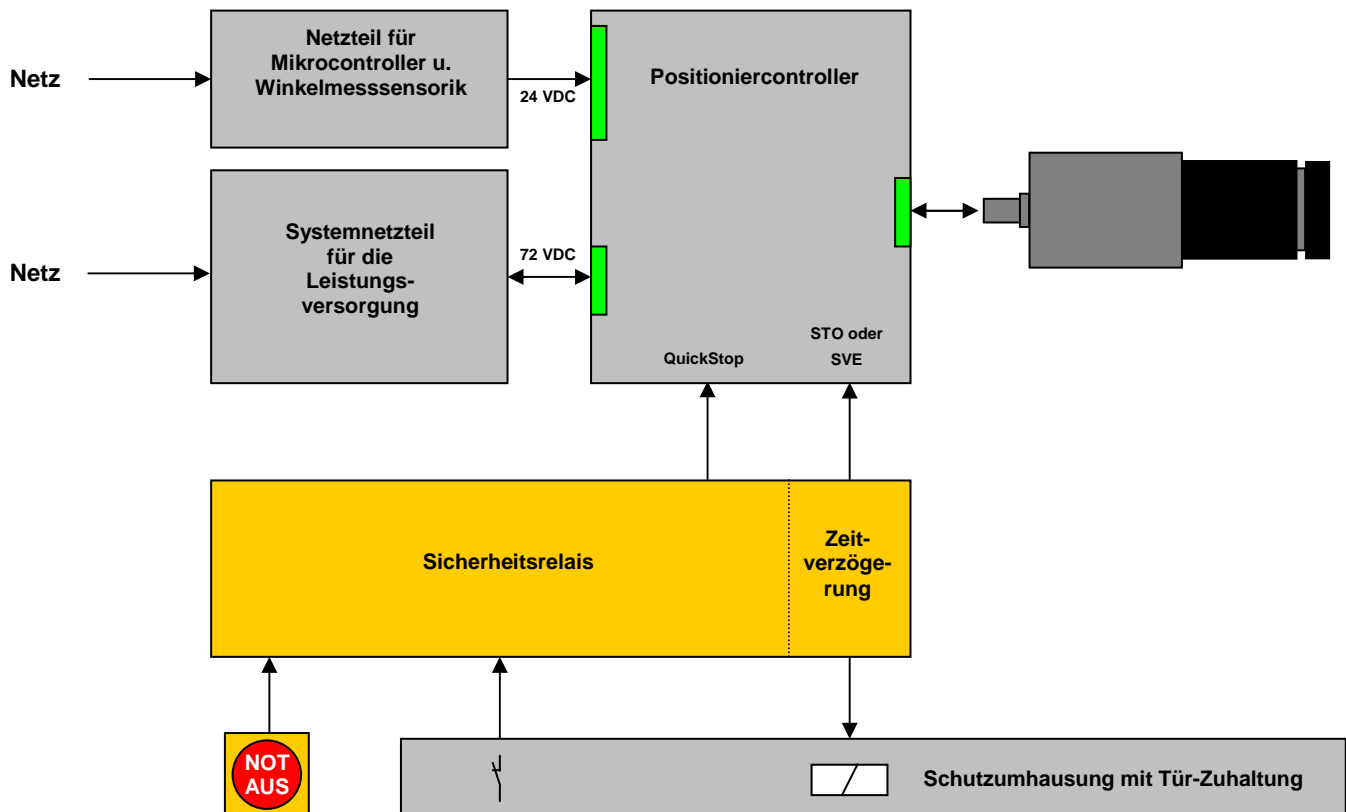 Netz
Netzteil für
Mikrocontroller u.
Winkelmesssensorik
24 VDC
Positioniercontroller
Netz
Systemnetzteil
für die
Leistungs-
versorgung
72 VDC
QuickStop
STO oder
SVE
Sicherheitsrelais
Zeit-
verzöge-
rung
NOT
AUS
Schutzumhausung mit Tür-Zuhaltung